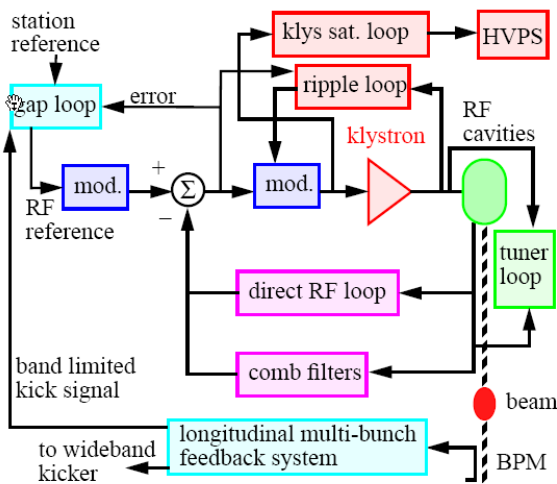 station
reference
klys sat. loop
HVPS
gap loop
error
ripple loop
RF
cavities
klystron
mod.
+
Σ
−
mod.
RF
reference
tuner
loop
direct RF loop
comb filters
band limited
kick signal
beam
longitudinal multi-bunch
feedback system
to wideband
kicker
BPM